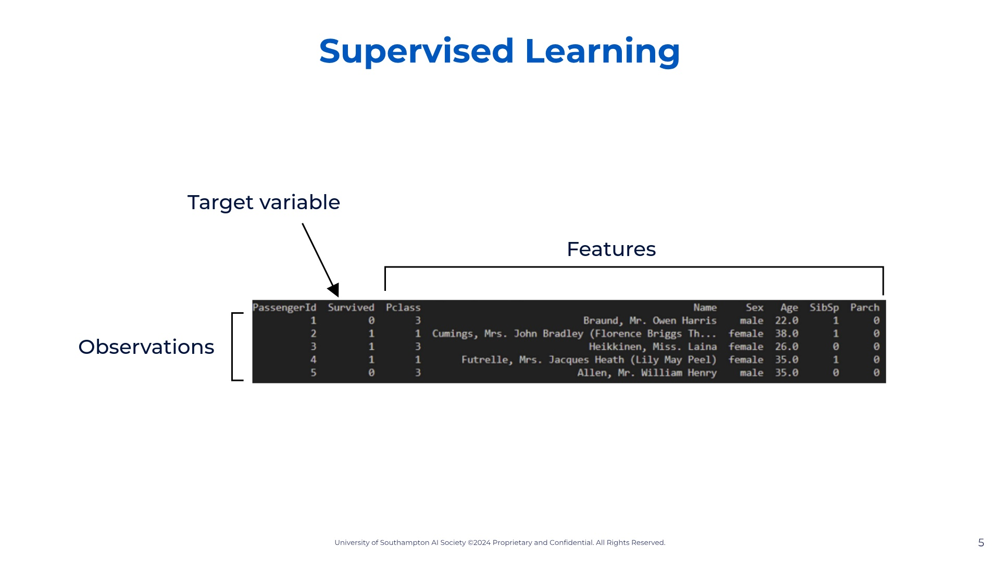 Supervised Learning
Target variable
Features
Observations
PassengerId Survived Pclass Name Sex Age SibSp Parch
1 0 3 Braund, Mr. Owen Harris male 22.0 1 0
2 1 1 Cumings, Mrs. John Bradley (Florence Briggs Th... female 38.0 1 0
3 1 3 Heikkinen, Miss. Laina female 26.0 0 0
4 1 1 Futrelle, Mrs. Jacques Heath (Lily May Peel) female 35.0 1 0
5 0 3 Allen, Mr. William Henry male 35.0 0 0
University of Southampton AI Society ©2024 Proprietary and Confidential. All Rights Reserved.
5